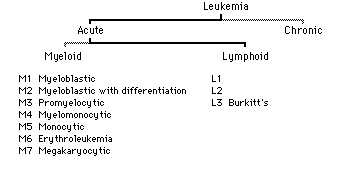 Leukemia
Acute Chronic
Myeloid Lymphoid
M1 Myeloblastic L1
M2 Myeloblastic with differentiation L2
M3 Promyelocytic L3 Burkitt's
M4 Myelomonocytic
M5 Monocytic
M6 Erythroleukemia
M7 Megakaryocytic